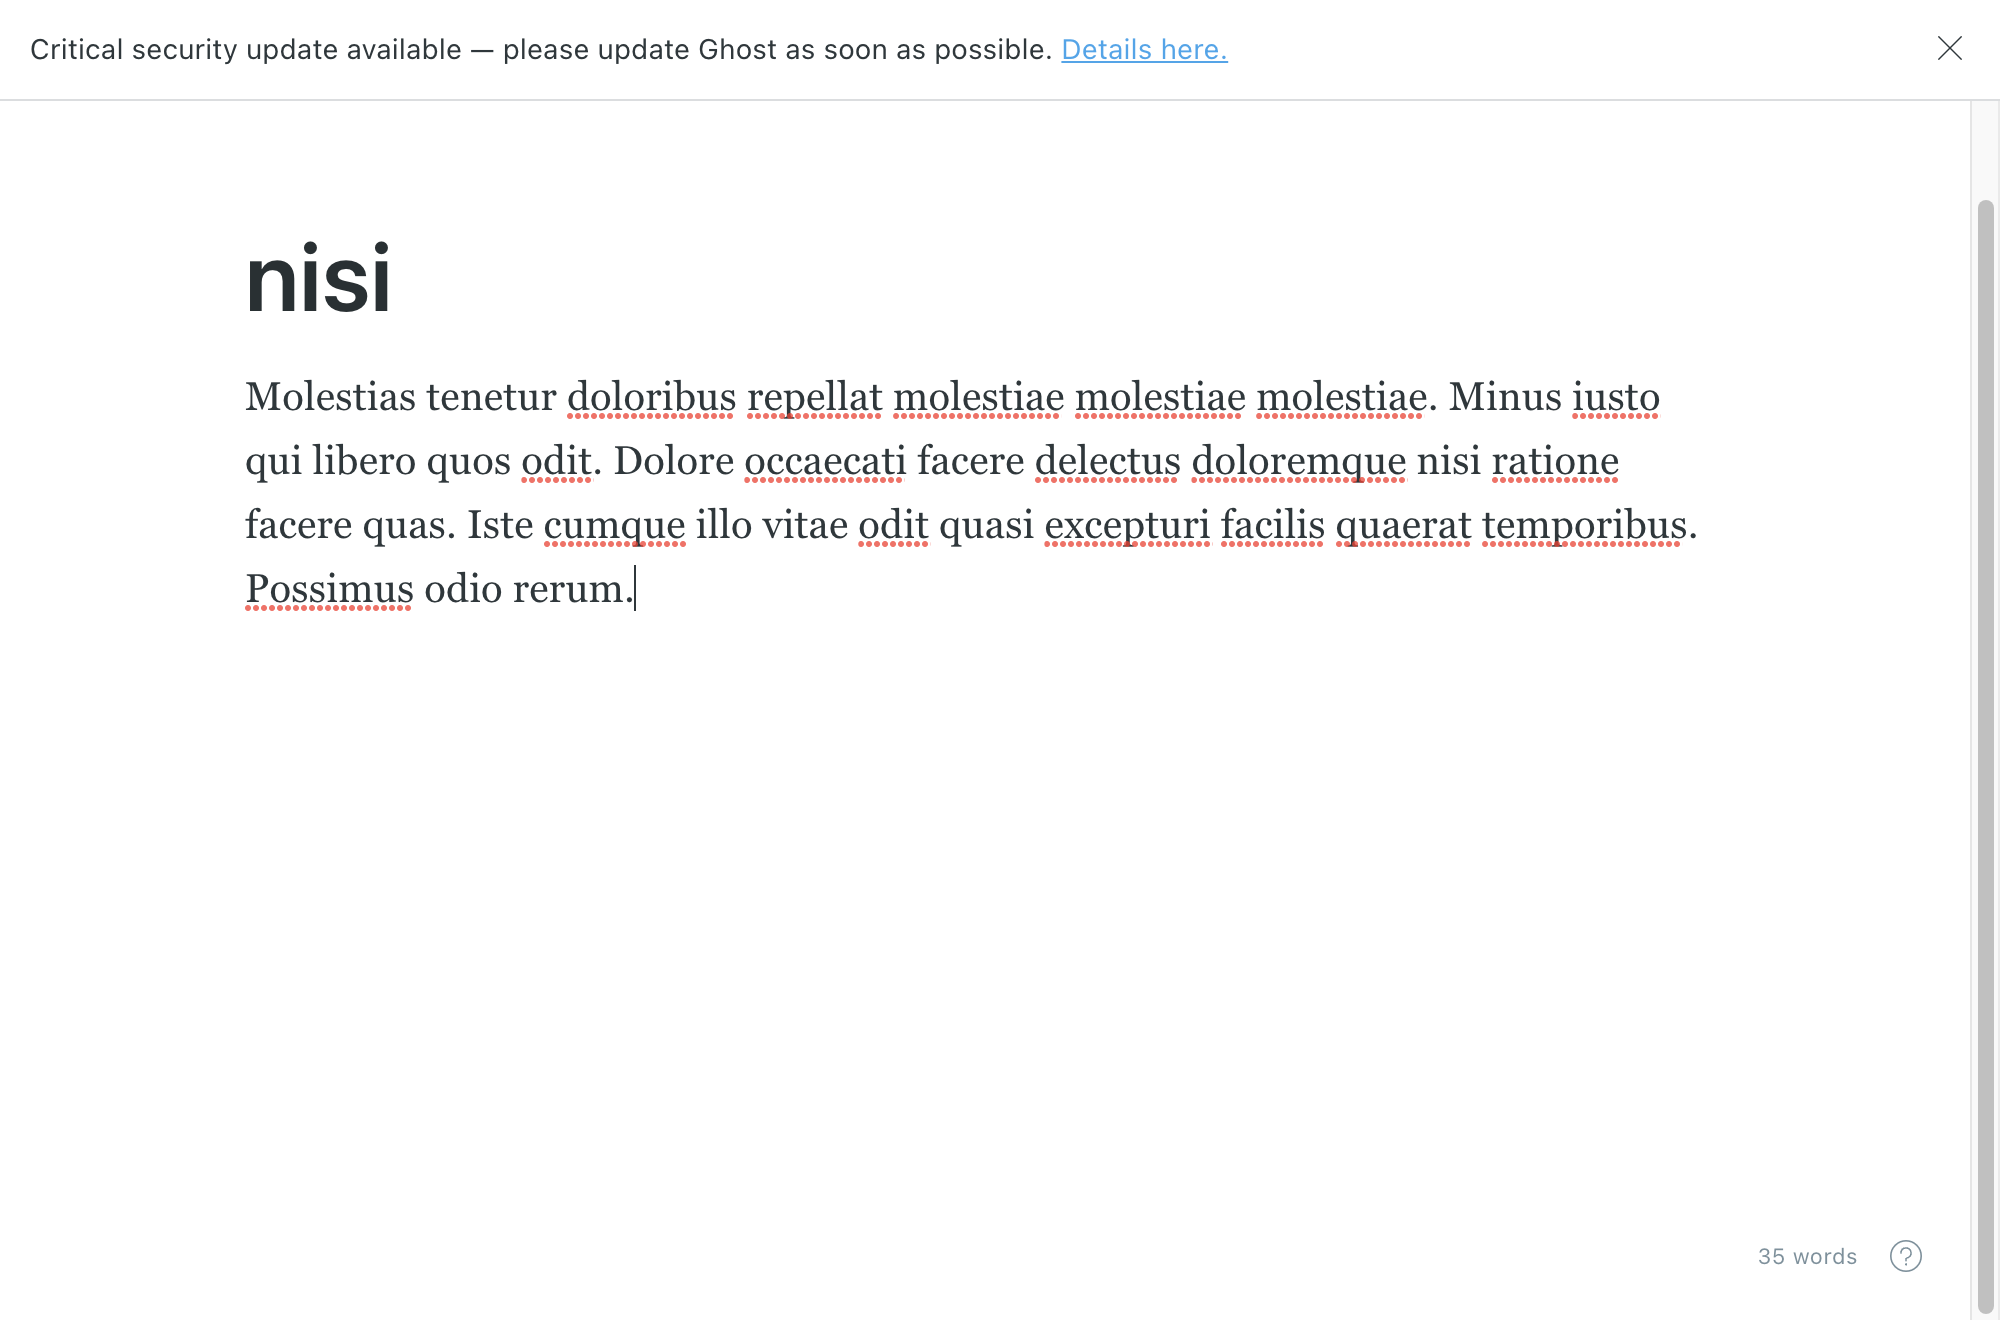 Critical security update available — please update Ghost as soon as possible. Details here.
nisi
Molestias tenetur doloribus repellat molestiae molestiae molestiae. Minus iusto
qui libero quos odit. Dolore occaecati facere delectus doloremque nisi ratione
facere quas. Iste cumque illo vitae odit quasi excepturi facilis quaerat temporibus.
Possimus odio rerum.
35 words